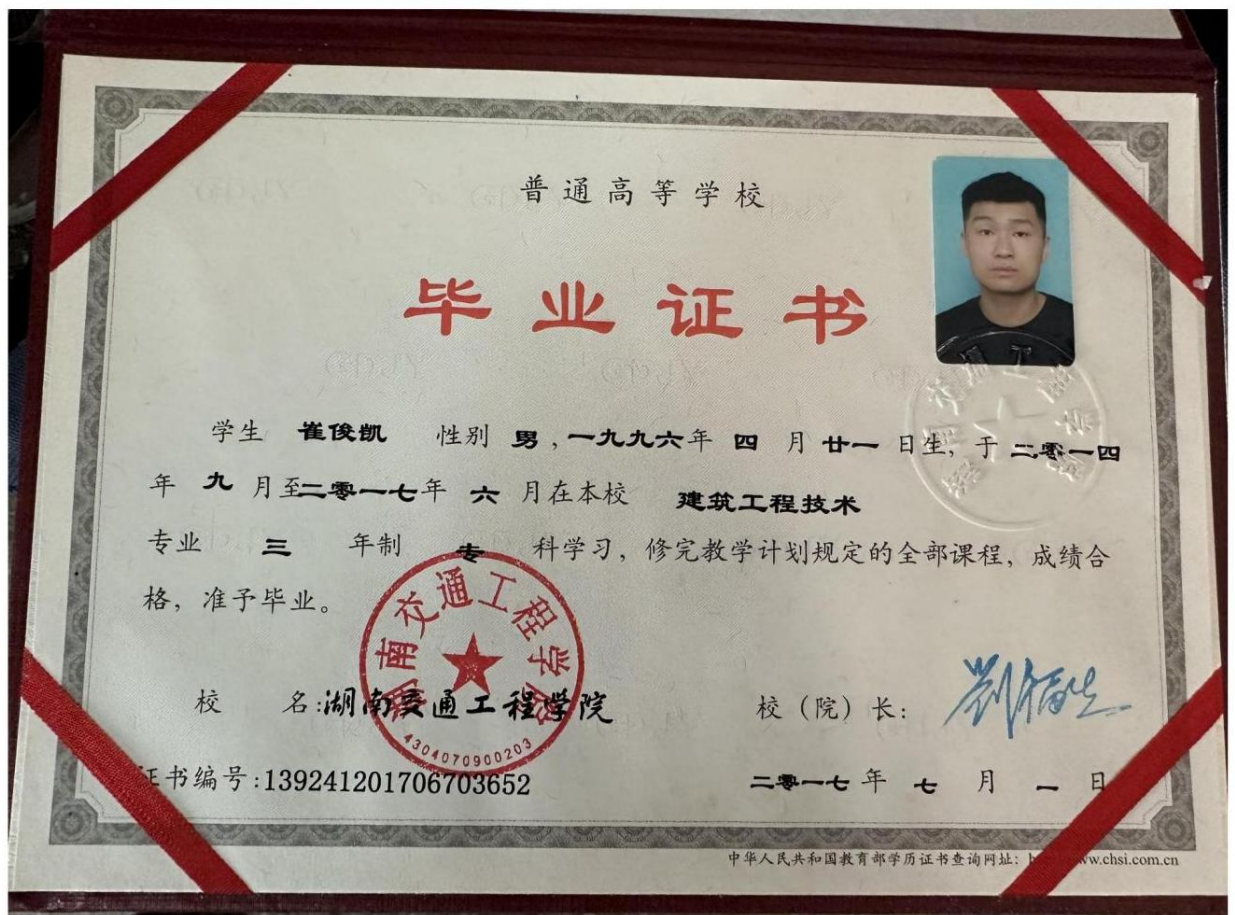 普通高等学校
毕业证书
学生 崔俊凯 性别 男，一九九六年 四 月 廿一 日生，于 二零一四
年 九 月至二零一七年 六 月在本校 建筑工程技术
专业 三 年制 专 科学习，修完教学计划规定的全部课程，成绩合
格，准予毕业。
湖南交通工程学院
4304070900203
校 名:湖南交通工程学院 校（院）长：
证书编号:139241201706703652 二零一七 年 七 月 一 日
中华人民共和国教育部学历证书查询网址： www.chsi.com.cn